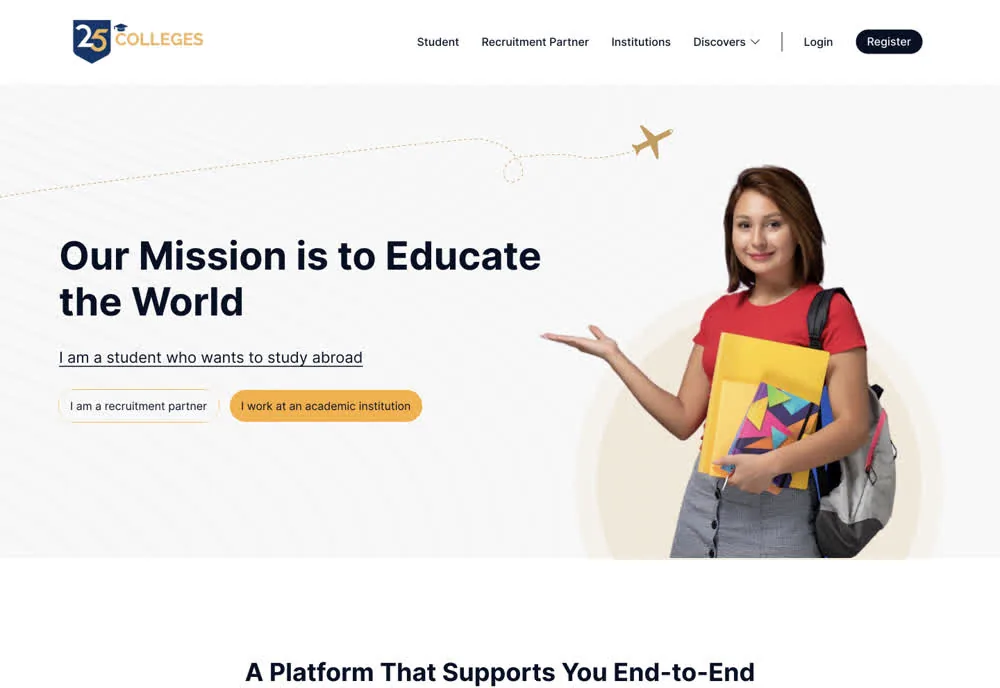 25 COLLEGES
Student Recruitment Partner Institutions Discovers Login Register
Our Mission is to Educate
the World
I am a student who wants to study abroad
I am a recruitment partner I work at an academic institution
A Platform That Supports You End-to-End